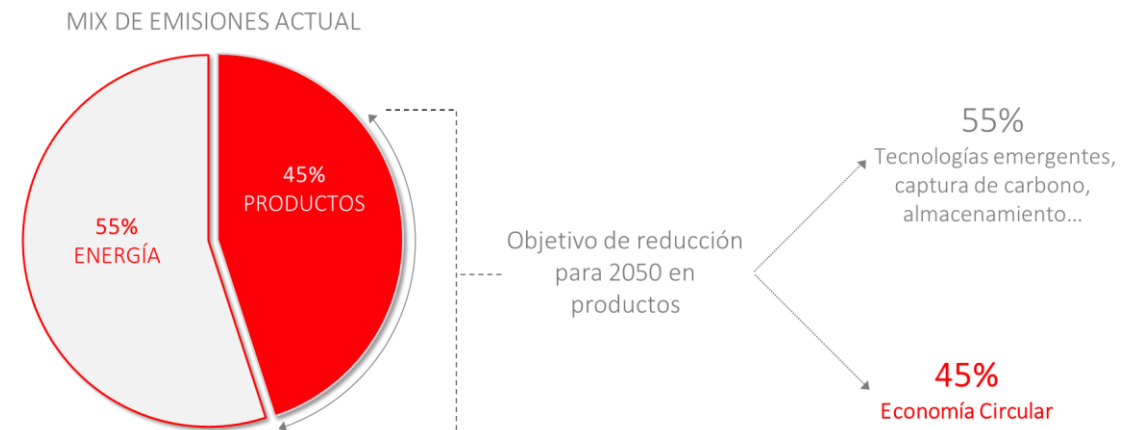 MIX DE EMISIONES ACTUAL
45%
PRODUCTOS
55%
ENERGÍA
Objetivo de reducción
para 2050 en
productos
55%
Tecnologías emergentes,
captura de carbono,
almacenamiento...
45%
Economía Circular